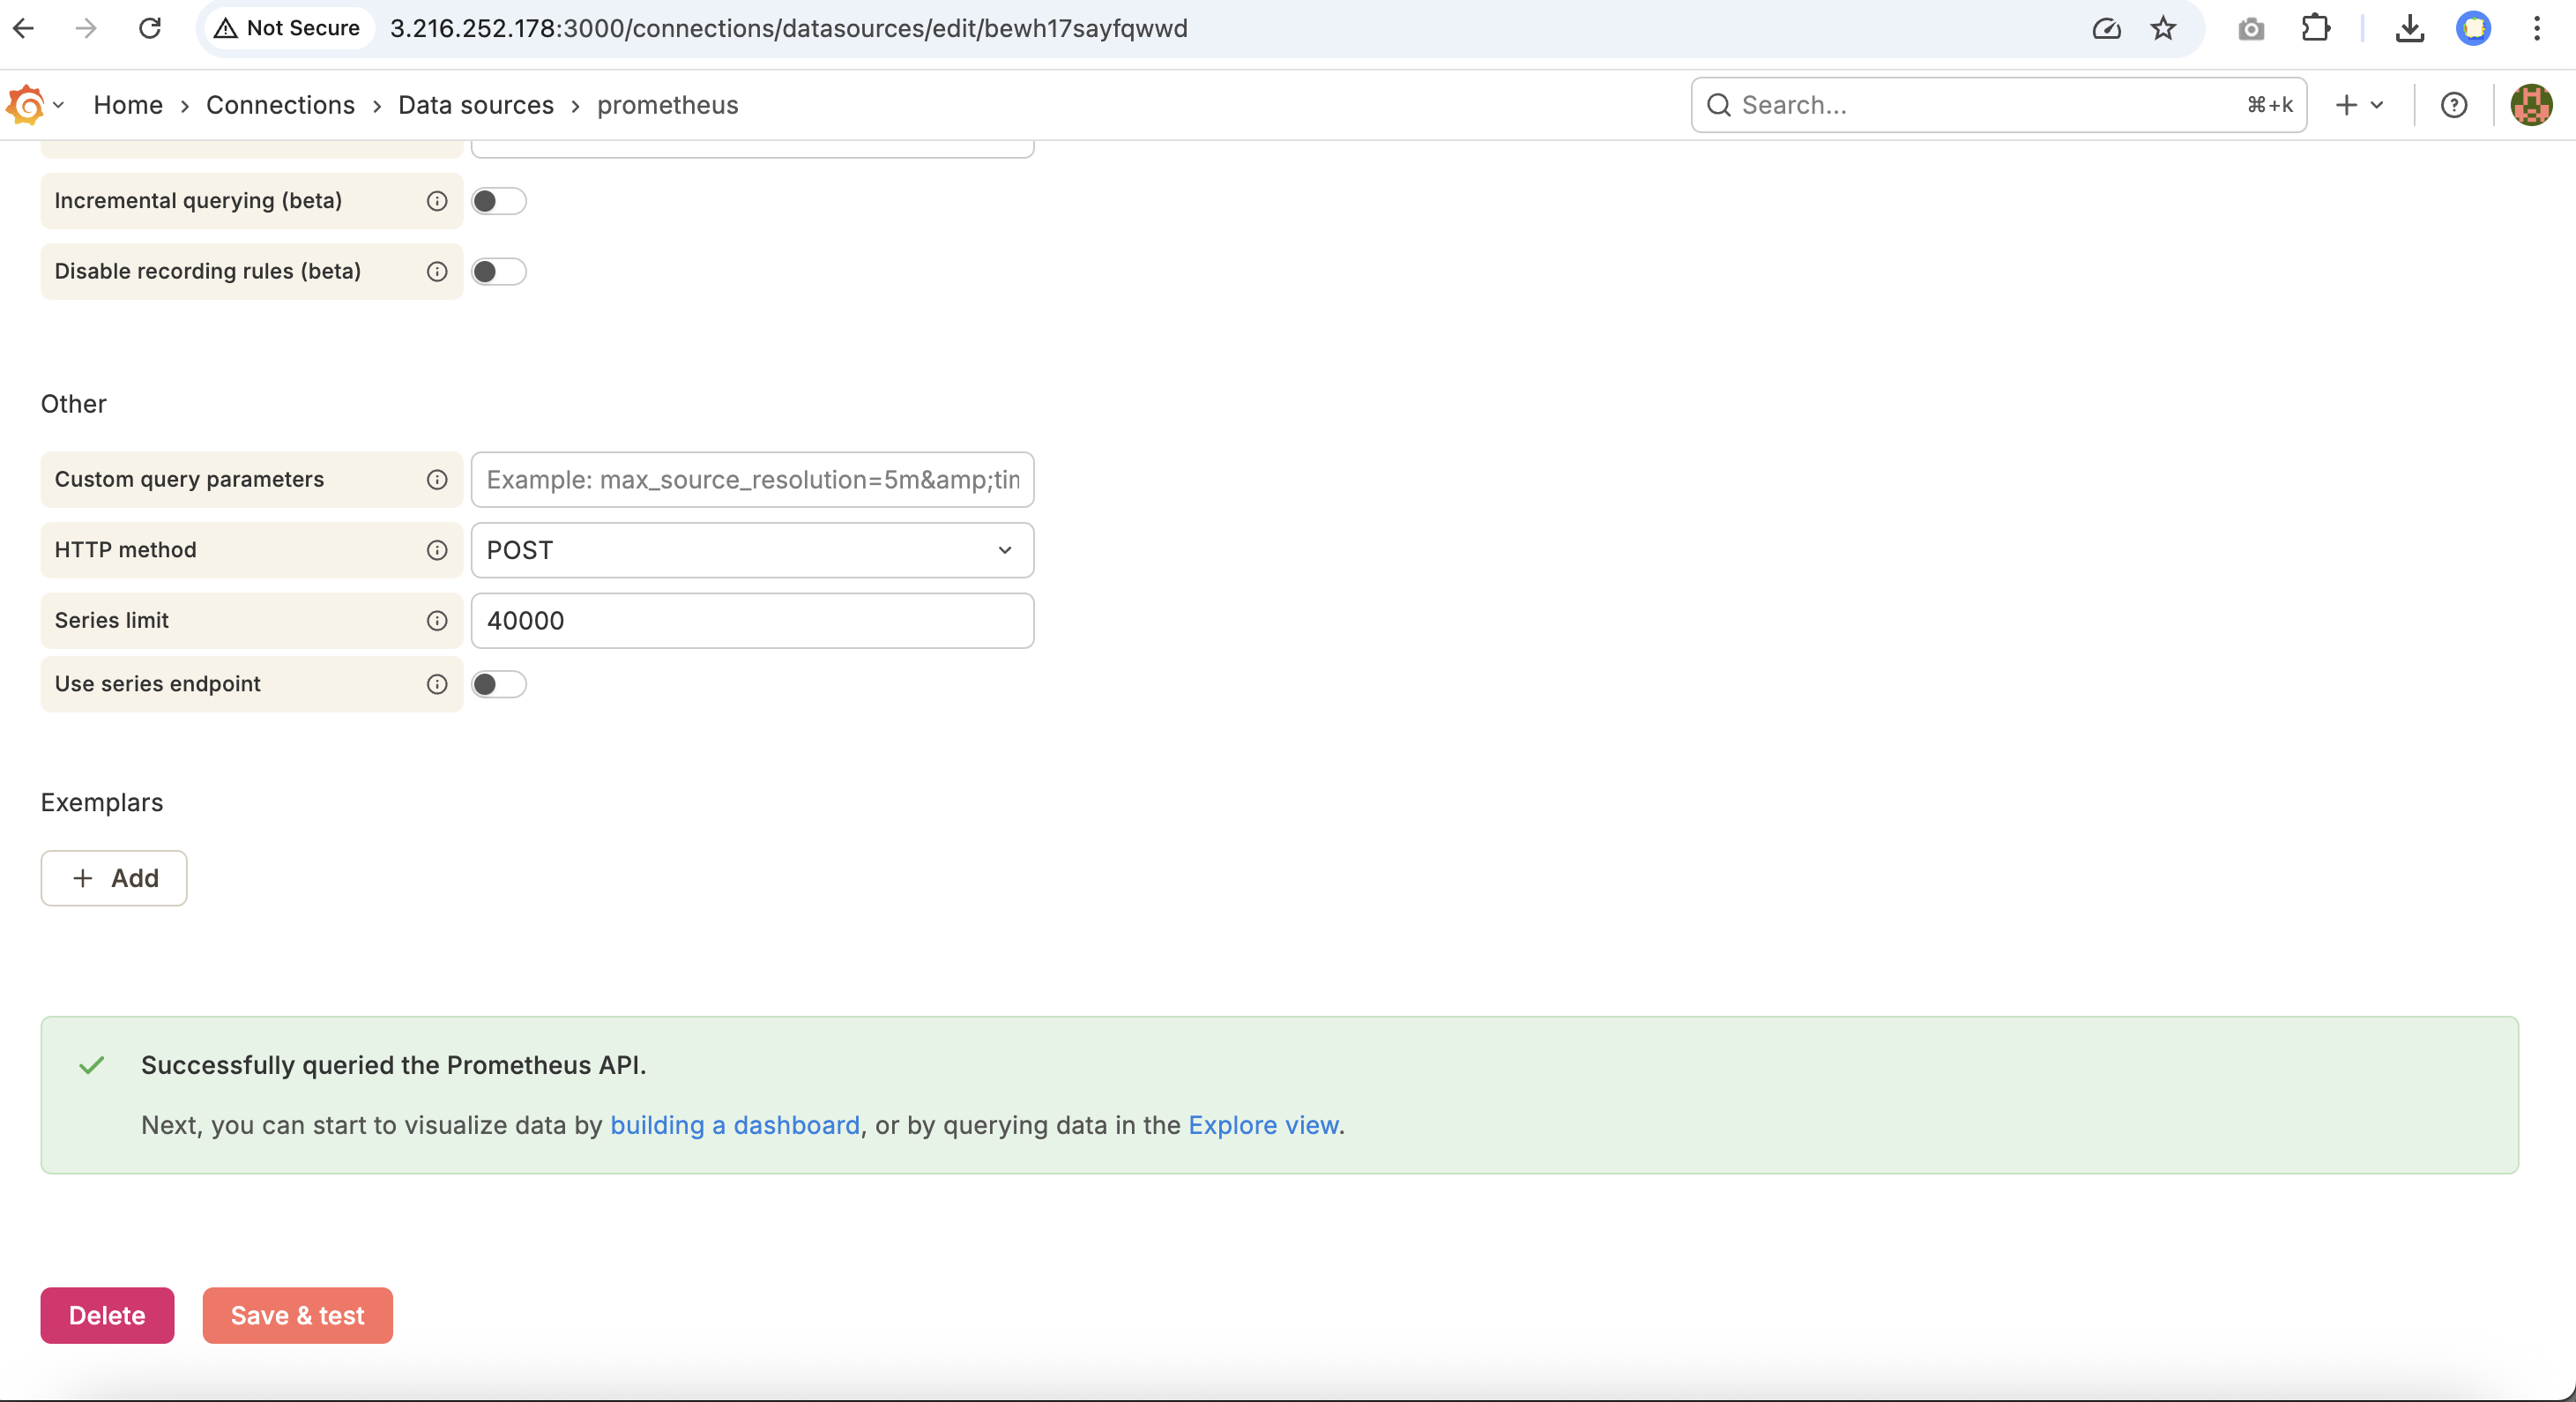 Not Secure 3.216.252.178:3000/connections/datasources/edit/bewh17sayfqwwd
Home › Connections › Data sources › prometheus Search... ⌘+k
Incremental querying (beta)
Disable recording rules (beta)
Other
Custom query parameters Example: max_source_resolution=5m&amp;tim
HTTP method POST
Series limit 40000
Use series endpoint
Exemplars
+ Add
Successfully queried the Prometheus API.
Next, you can start to visualize data by building a dashboard, or by querying data in the Explore view.
Delete Save & test